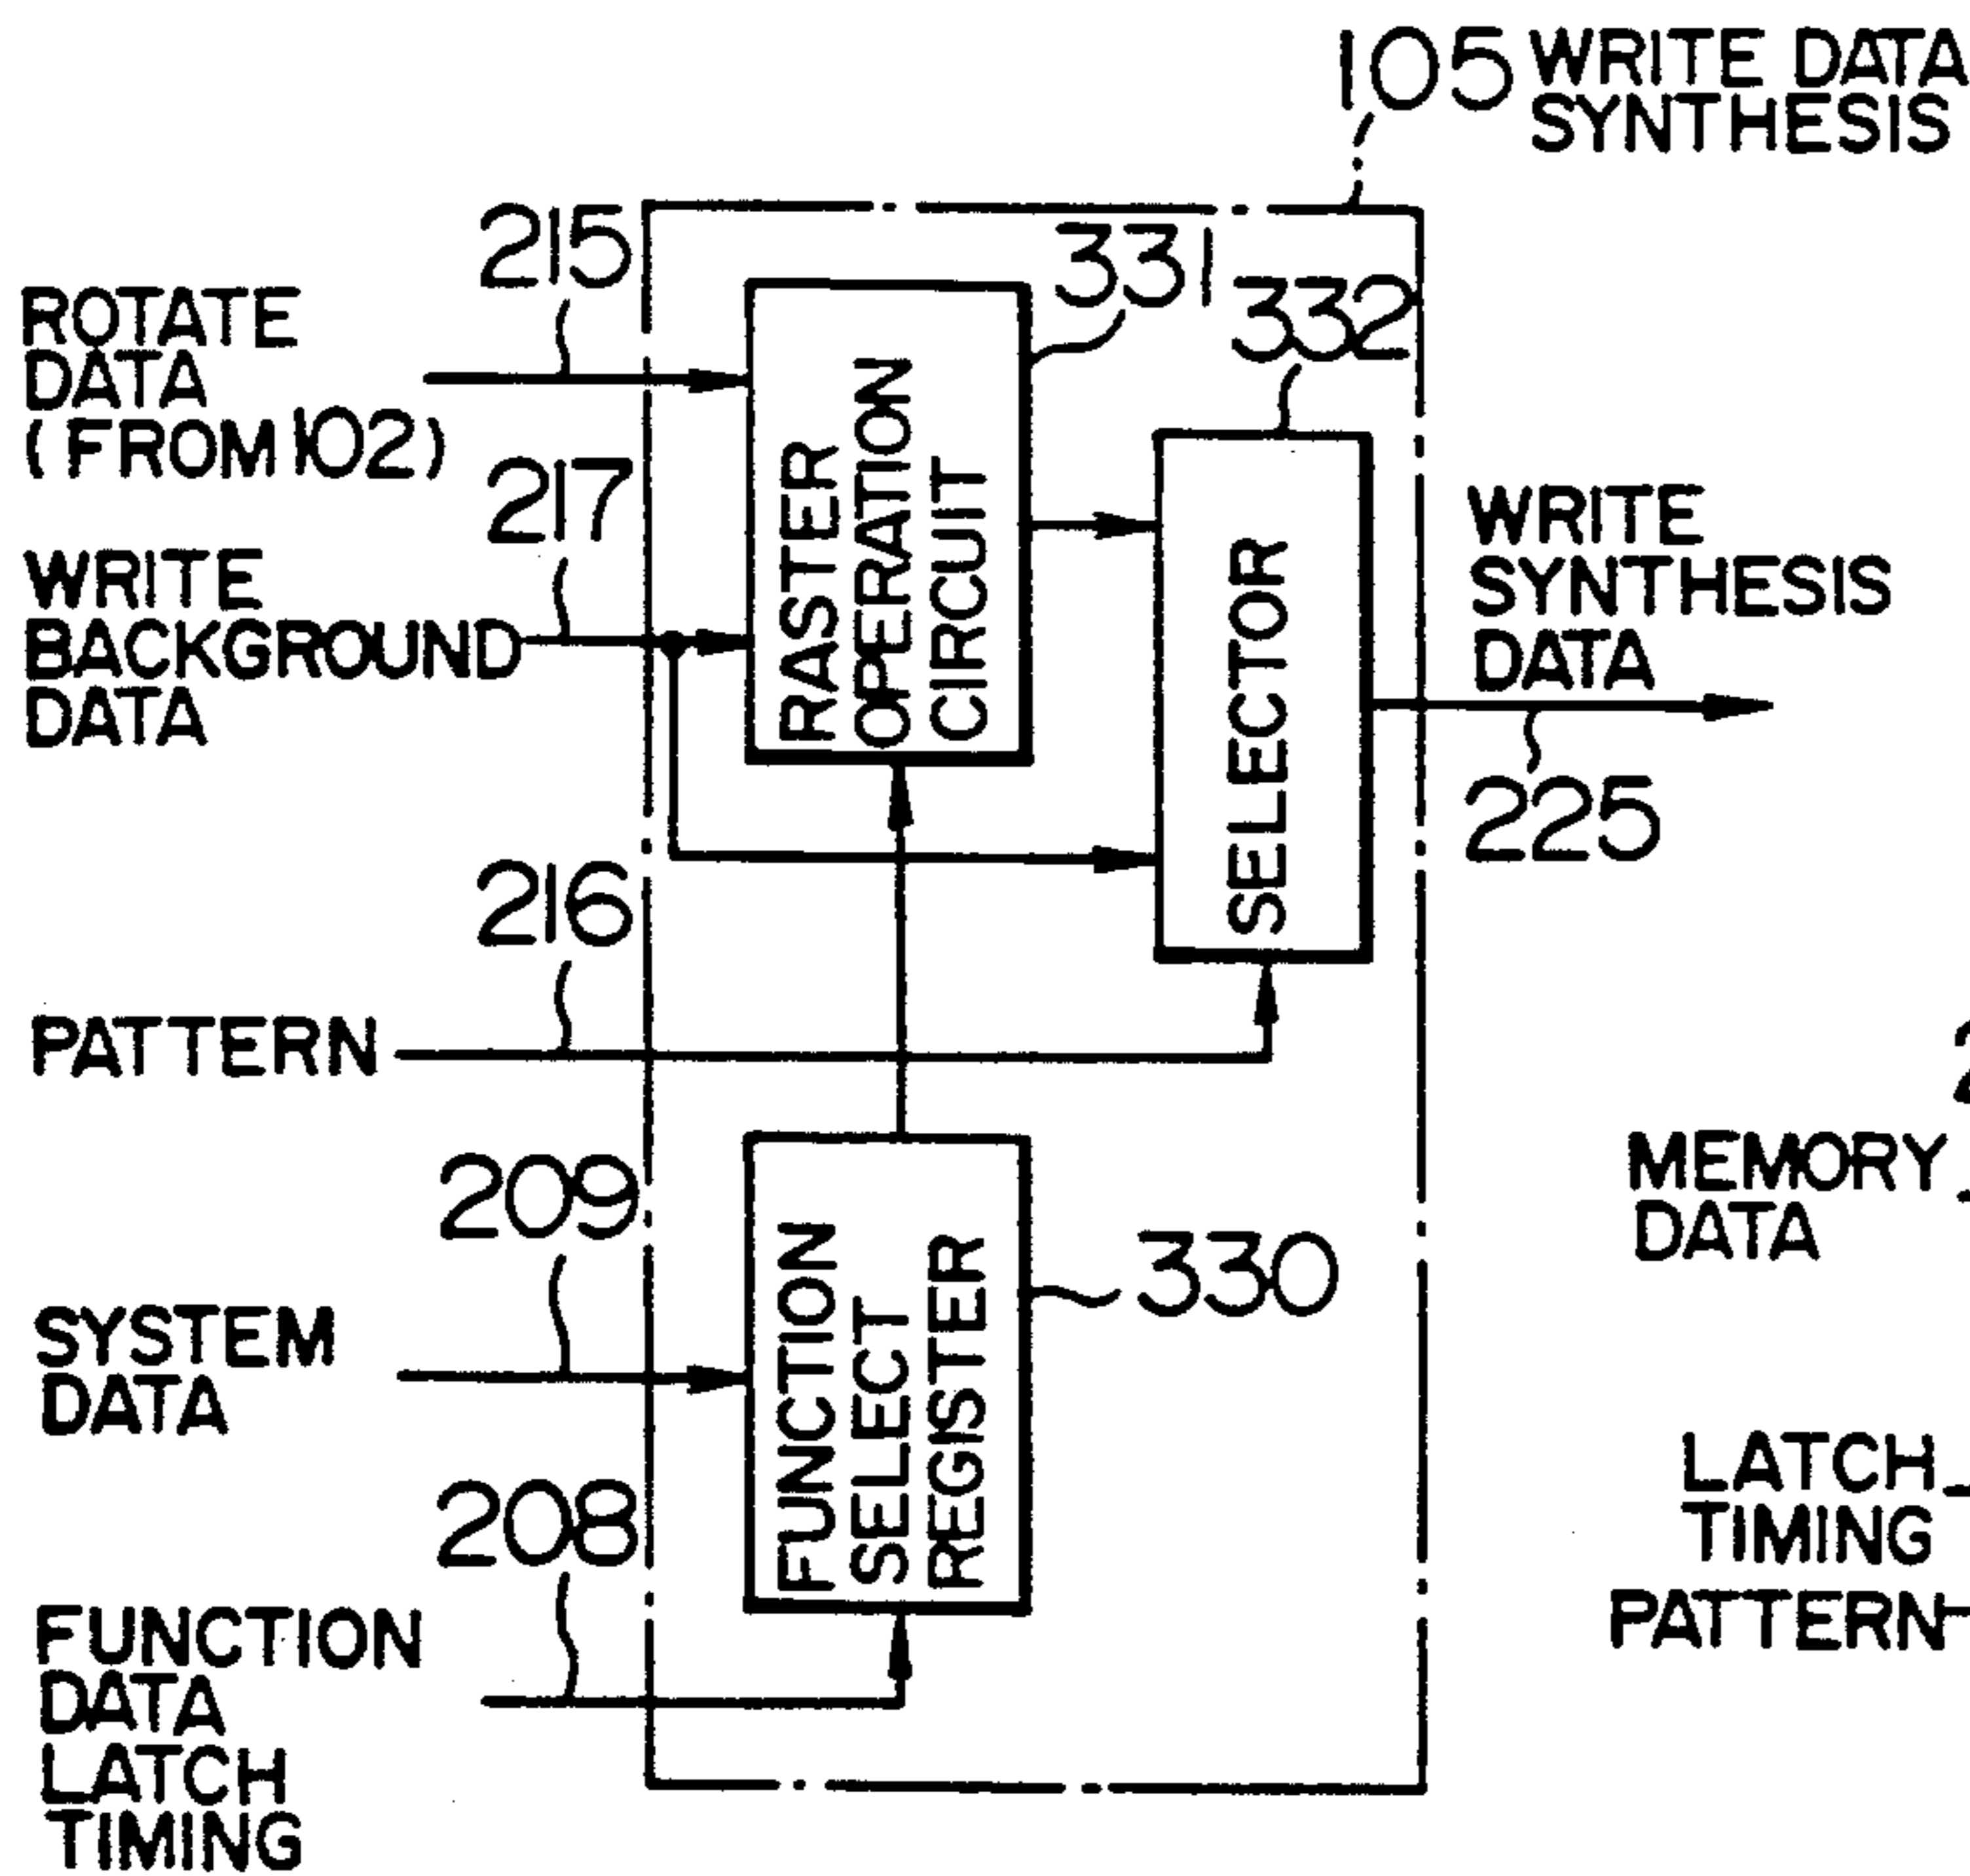 105 WRITE DATA
SYNTHESIS
215
331
332
ROTATE
DATA
(FROM 102)
217
WRITE
BACKGROUND
DATA
RASTER
OPERATION
CIRCUIT
SELECTOR
WRITE
SYNTHESIS
DATA
225
216
PATTERN
209
SYSTEM
DATA
FUNCTION
SELECT
REGISTER
330
208
FUNCTION
DATA
LATCH
TIMING
MEMORY
DATA
LATCH
TIMING
PATTERN